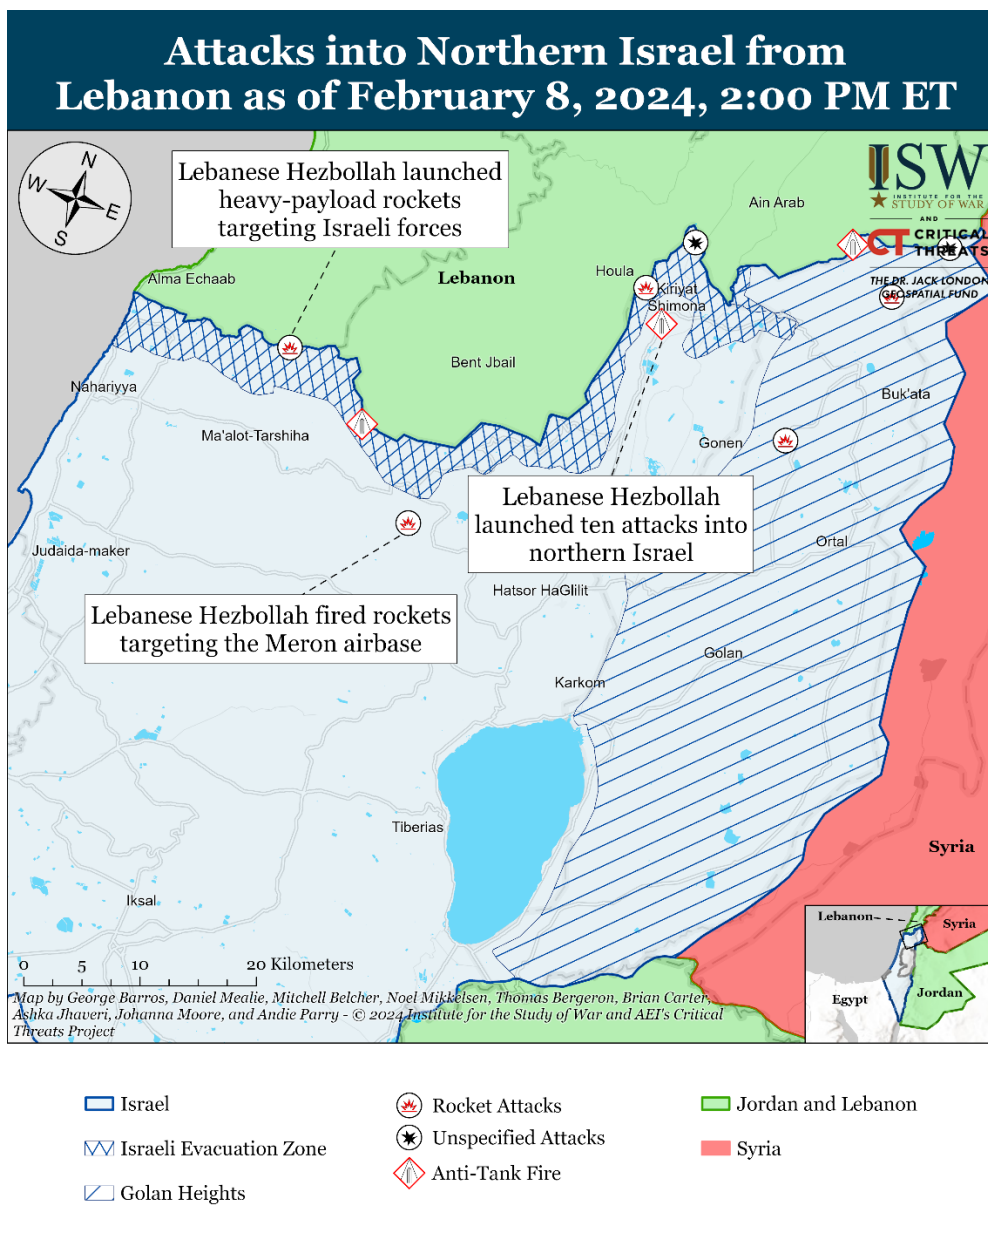 Attacks into Northern Israel from
Lebanon as of February 8, 2024, 2:00 PM ET
N
W
E
S
Lebanese Hezbollah launched
heavy-payload rockets
targeting Israeli forces
ISW
INSTITUTE FOR THE
STUDY OF WAR
AND
CT CRITICAL
THREATS
THE DR. JACK LONDON
GEOSPATIAL FUND
Ain Arab
Alma Echaab
Lebanon
Houla
Kiriyat
Shimona
Bent Jbail
Nahariyya
Buk'ata
Ma'alot-Tarshiha
Gonen
Lebanese Hezbollah
launched ten attacks into
northern Israel
Judaida-maker
Ortal
Hatsor HaGlilit
Lebanese Hezbollah fired rockets
targeting the Meron airbase
Golan
Karkom
Tiberias
Syria
Iksal
Lebanon
Syria
Egypt
Jordan
0 5 10 20 Kilometers
Map by George Barros, Daniel Mealie, Mitchell Belcher, Noel Mikkelsen, Thomas Bergeron, Brian Carter,
Ashka Jhaveri, Johanna Moore, and Andie Parry - © 2024 Institute for the Study of War and AEI's Critical
Threats Project
Israel
Israeli Evacuation Zone
Golan Heights
Rocket Attacks
Unspecified Attacks
Anti-Tank Fire
Jordan and Lebanon
Syria